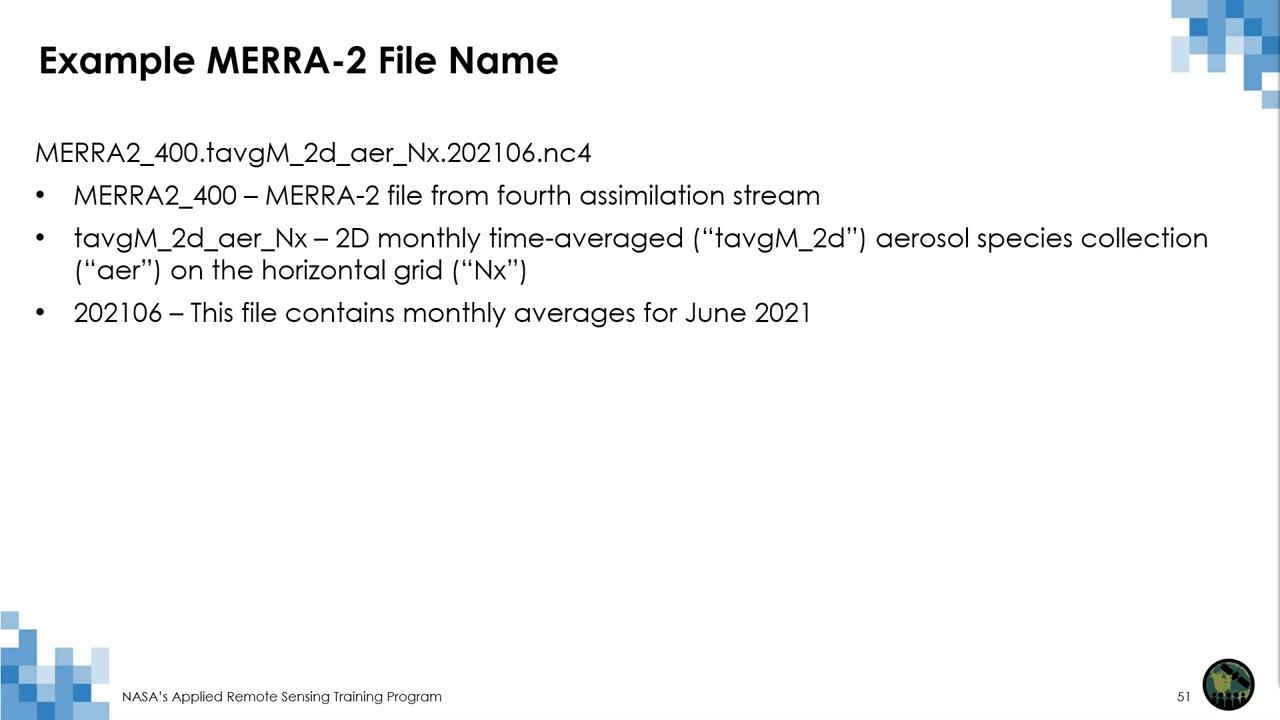 Example MERRA-2 File Name
MERRA2_400.tavgM_2d_aer_Nx.202106.nc4
• MERRA2_400 – MERRA-2 file from fourth assimilation stream
• tavgM_2d_aer_Nx – 2D monthly time-averaged (“tavgM_2d”) aerosol species collection
(“aer”) on the horizontal grid (“Nx”)
• 202106 – This file contains monthly averages for June 2021
NASA’s Applied Remote Sensing Training Program
51